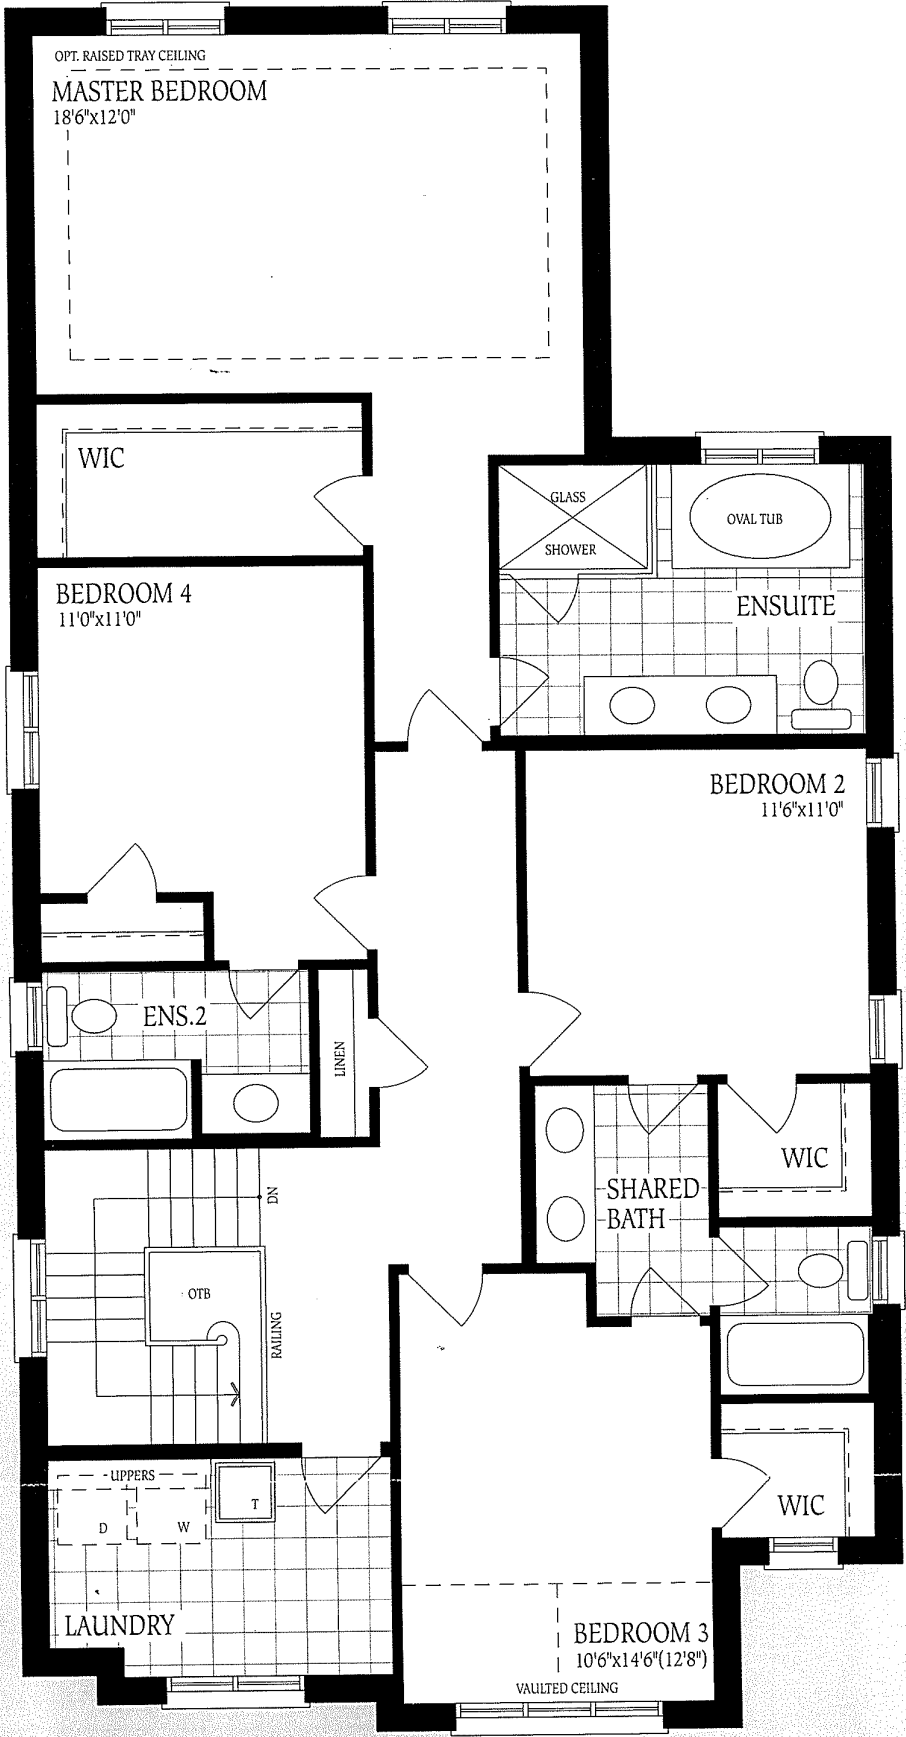 OPT. RAISED TRAY CEILING
MASTER BEDROOM
18'6"x12'0"
WIC
GLASS
SHOWER
OVAL TUB
ENSUITE
BEDROOM 4
11'0"x11'0"
BEDROOM 2
11'6"x11'0"
ENS.2
LINEN
WIC
SHARED
BATH
DN
OTB
RAILING
UPPERS
D
W
T
LAUNDRY
WIC
BEDROOM 3
10'6"x14'6"(12'8")
VAULTED CEILING